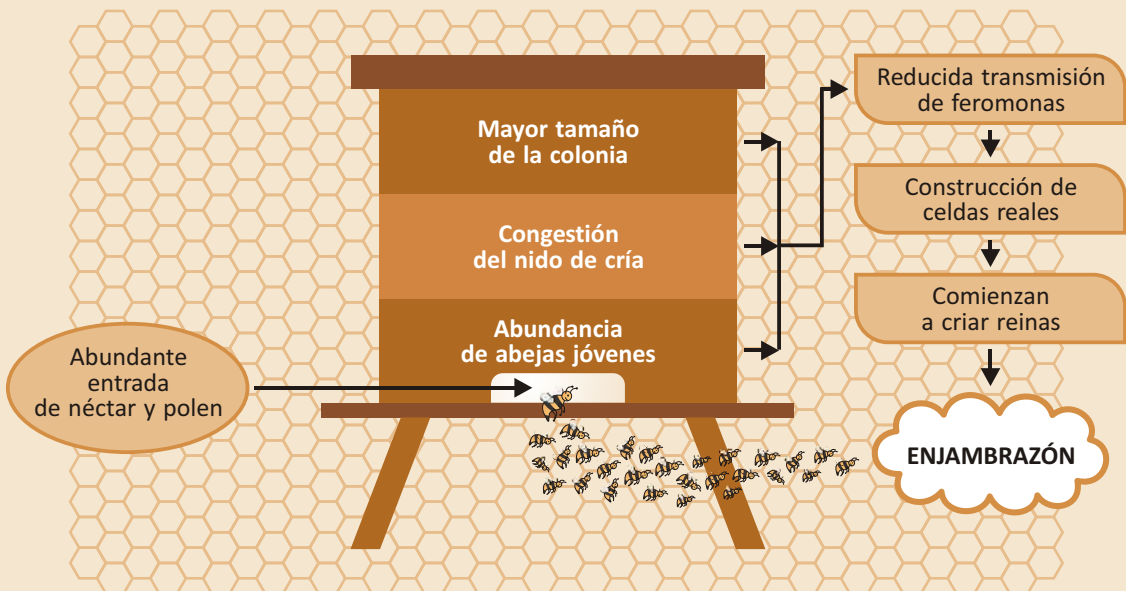 Mayor tamaño
de la colonia
Congestión
del nido de cría
Abundancia
de abejas jóvenes
Abundante
entrada
de néctar y polen
Reducida transmisión
de feromonas
Construcción de
celdas reales
Comienzan
a criar reinas
ENJAMBRAZÓN